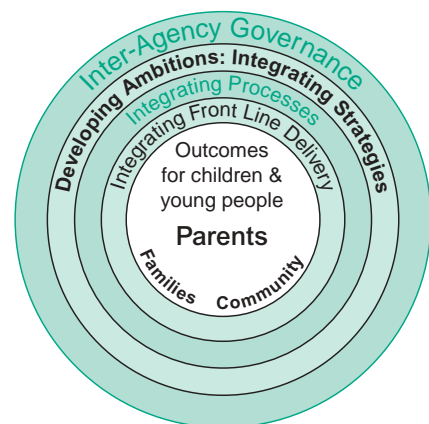 Inter-Agency Governance
Developing Ambitions: Integrating Strategies
Integrating Processes
Integrating Front Line Delivery
Outcomes
for children &
young people
Parents
Families
Community